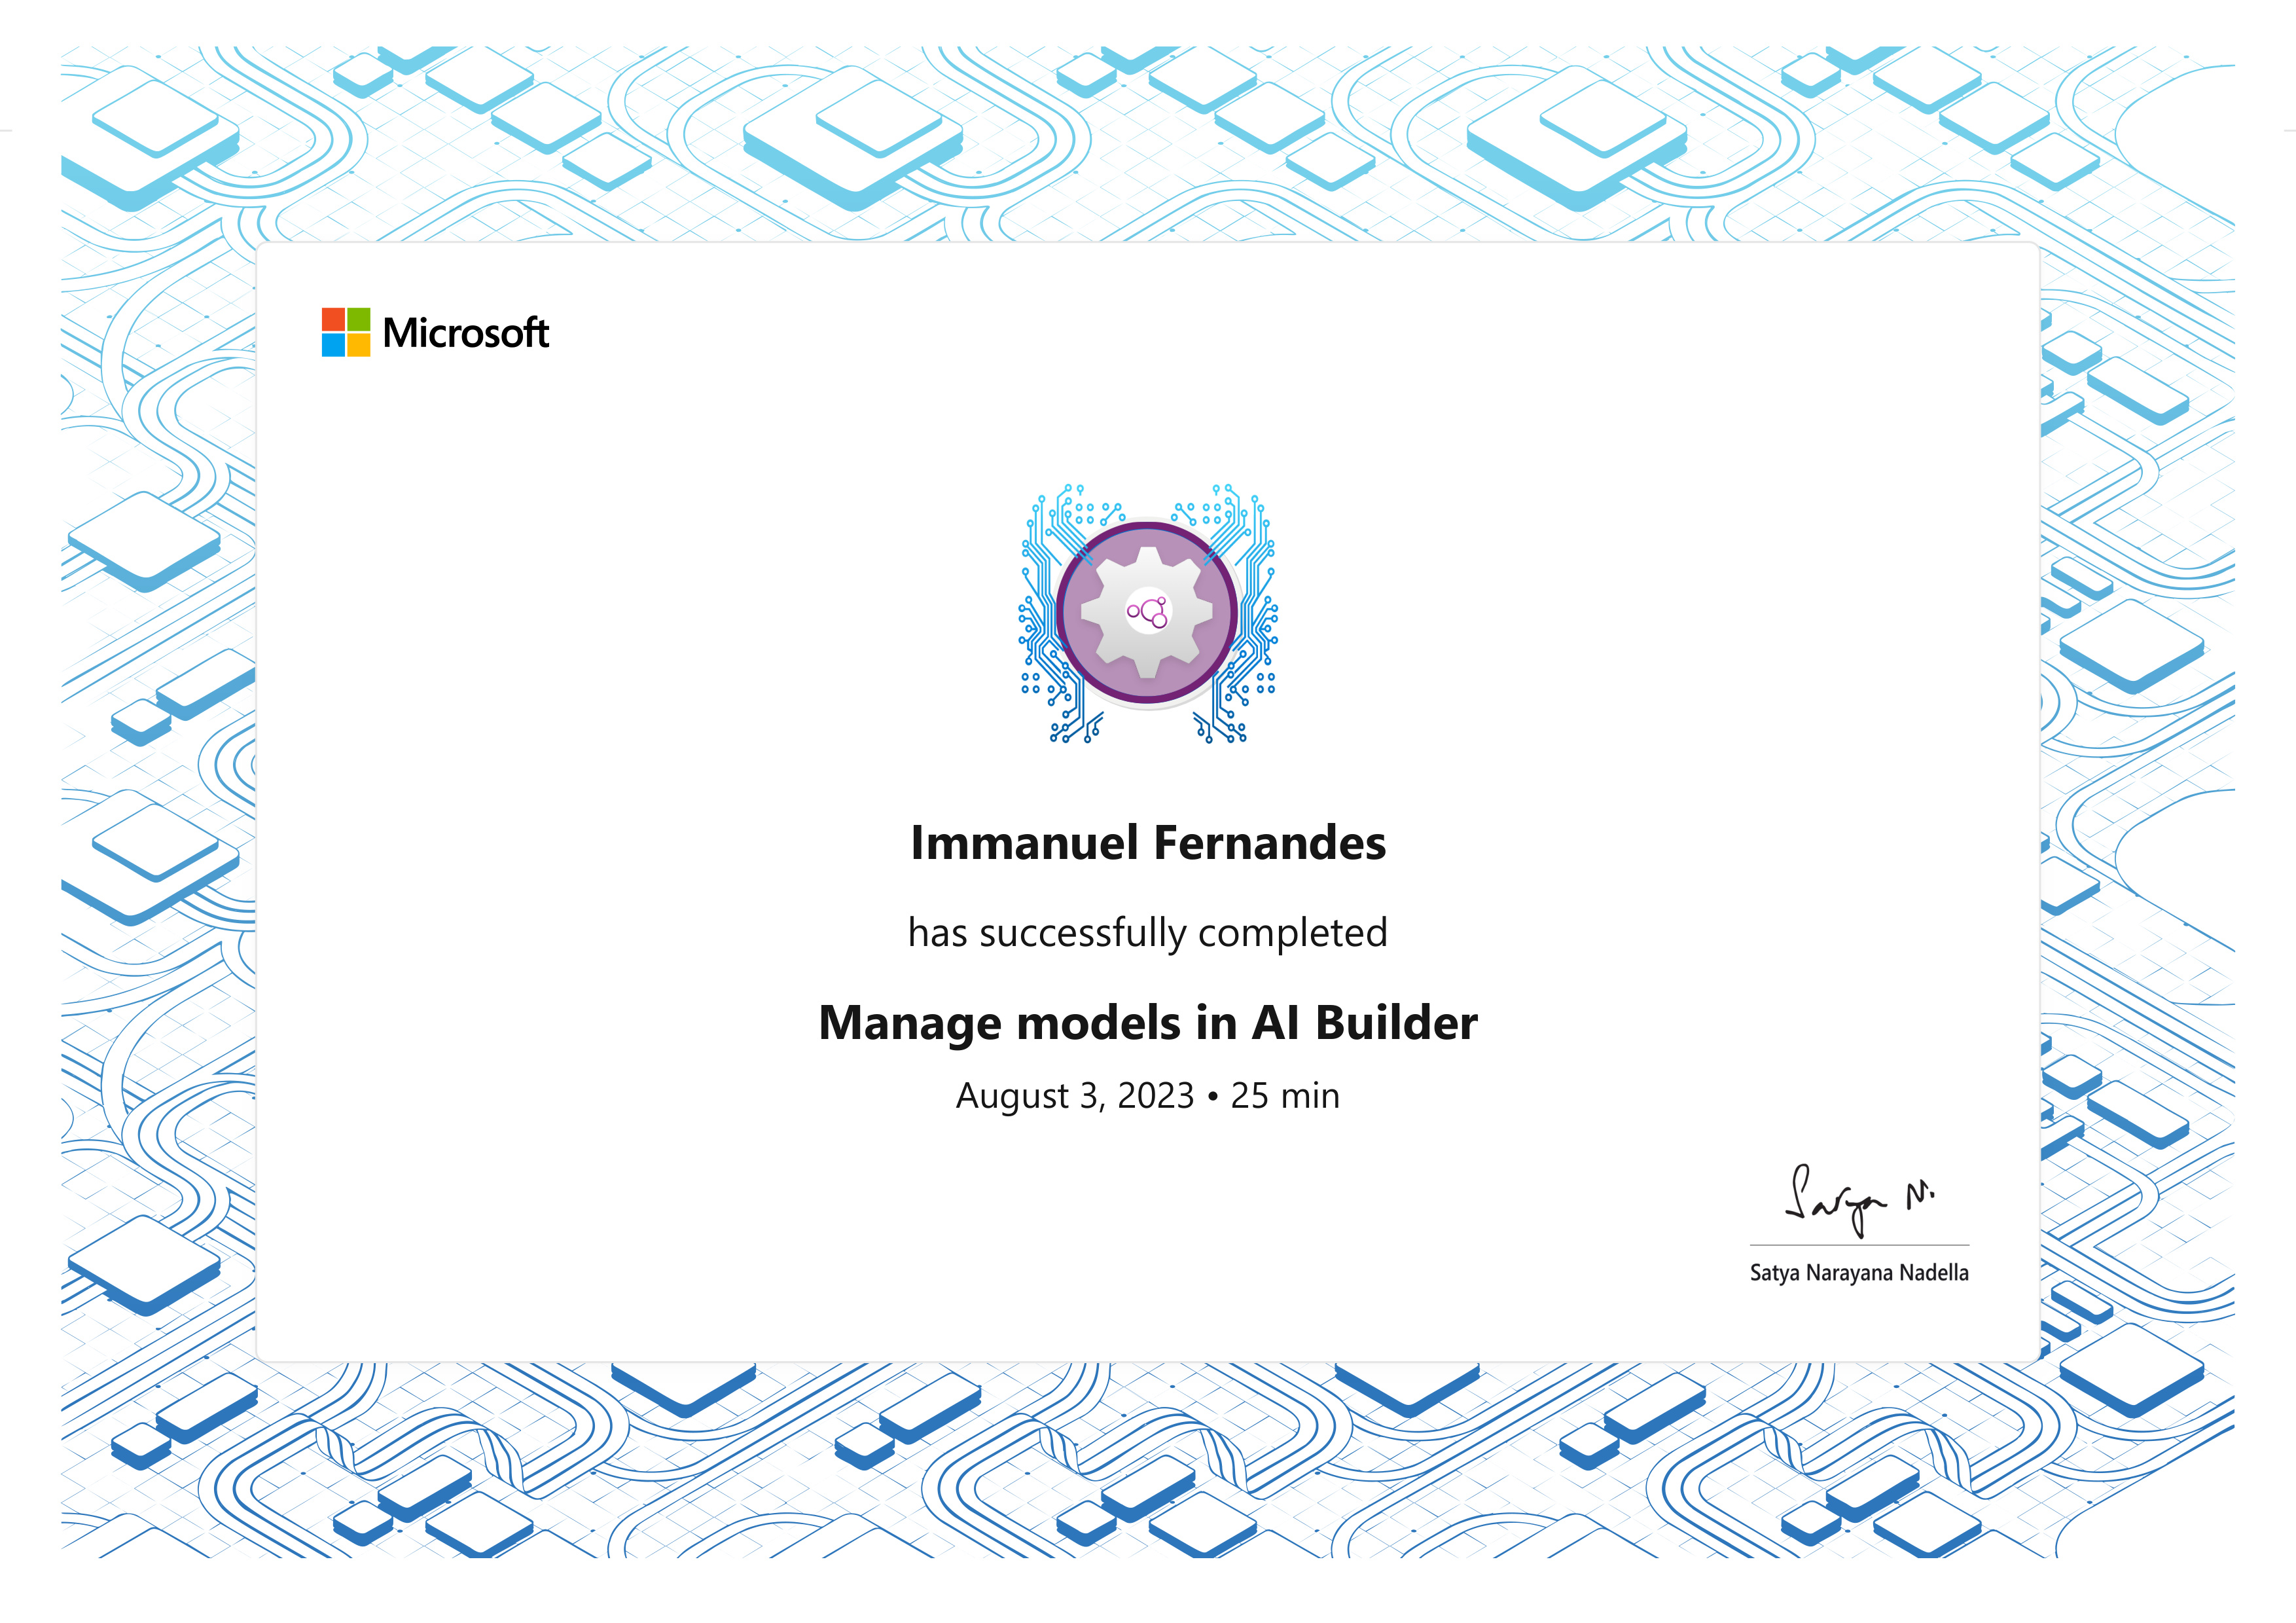 Microsoft
Immanuel Fernandes
has successfully completed
Manage models in AI Builder
August 3, 2023 • 25 min
Satya N.
Satya Narayana Nadella